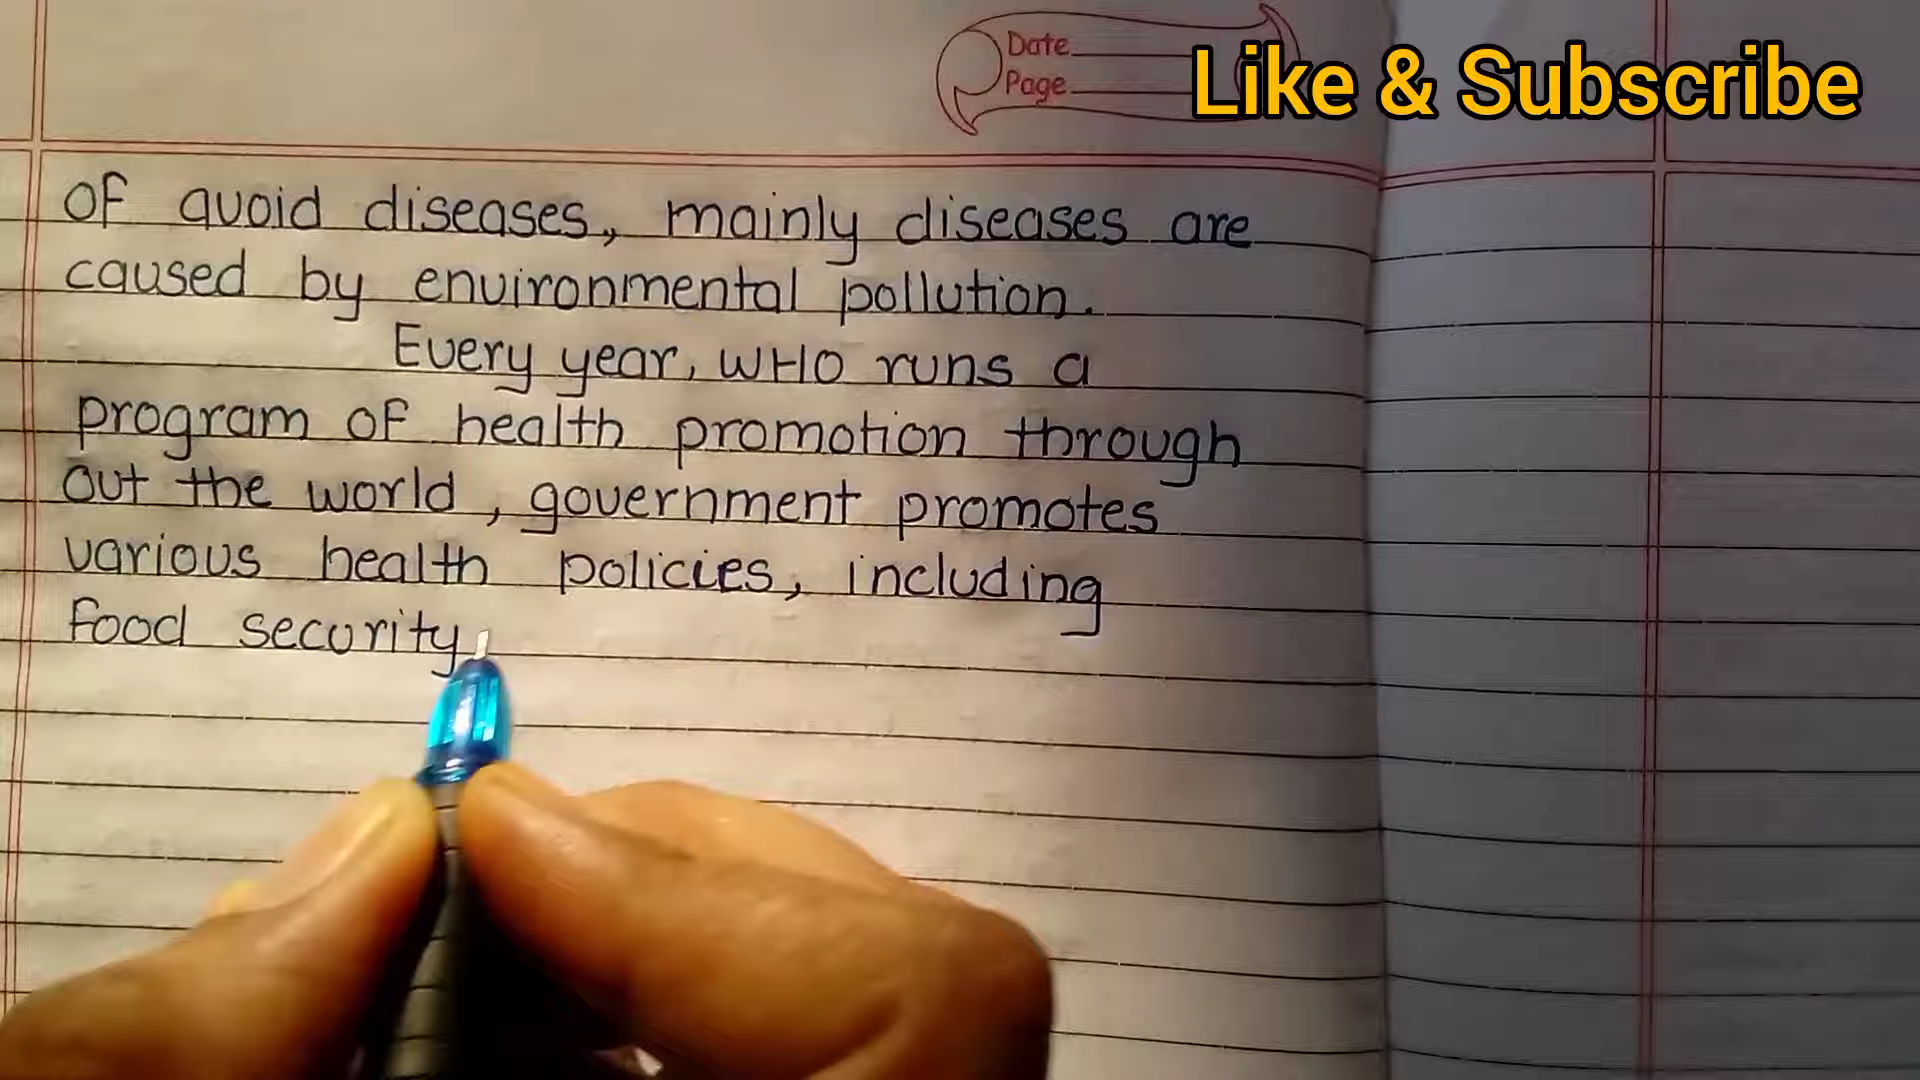 Date
Page
Like & Subscribe
of avoid diseases, mainly diseases are
caused by environmental pollution.
Every year, WHO runs a
program of health promotion through
out the world, government promotes
various health policies, including
food security